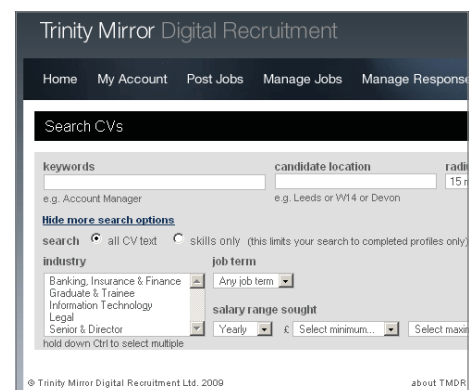 Trinity Mirror Digital Recruitment
Home My Account Post Jobs Manage Jobs Manage Response
Search CVs
keywords candidate location radi
15 m
e.g. Account Manager e.g. Leeds or W14 or Devon
Hide more search options
search all CV text skills only (this limits your search to completed profiles only)
industry job term
Banking, Insurance & Finance Any job term
Graduate & Trainee
Information Technology
Legal salary range sought
Senior & Director Yearly £ Select minimum... Select maxin
hold down Ctrl to select multiple
© Trinity Mirror Digital Recruitment Ltd. 2009 about TMDR